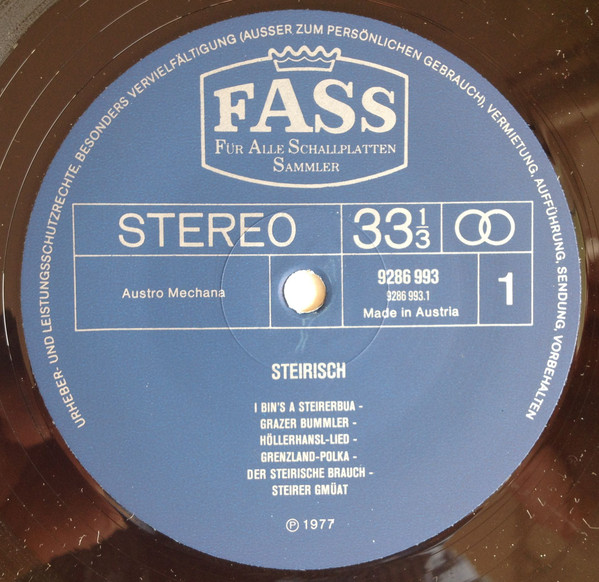 URHEBER- UND LEISTUNGSSCHUTZRECHTE, BESONDERS VERVIELFÄLTIGUNG (AUSSER ZUM PERSÖNLICHEN GEBRAUCH), VERMIETUNG, AUFFÜHRUNG, SENDUNG, VORBEHALTEN
FASS
FÜR ALLE SCHALLPLATTEN
SAMMLER
STEREO 33⅓
Austro Mechana
9286 993
9286 993.1
Made in Austria
1
STEIRISCH
I BIN'S A STEIRERBUA -
GRAZER BUMMLER -
HÖLLERHANSL-LIED -
GRENZLAND-POLKA -
DER STEIRISCHE BRAUCH -
STEIRER GMÜAT
℗ 1977